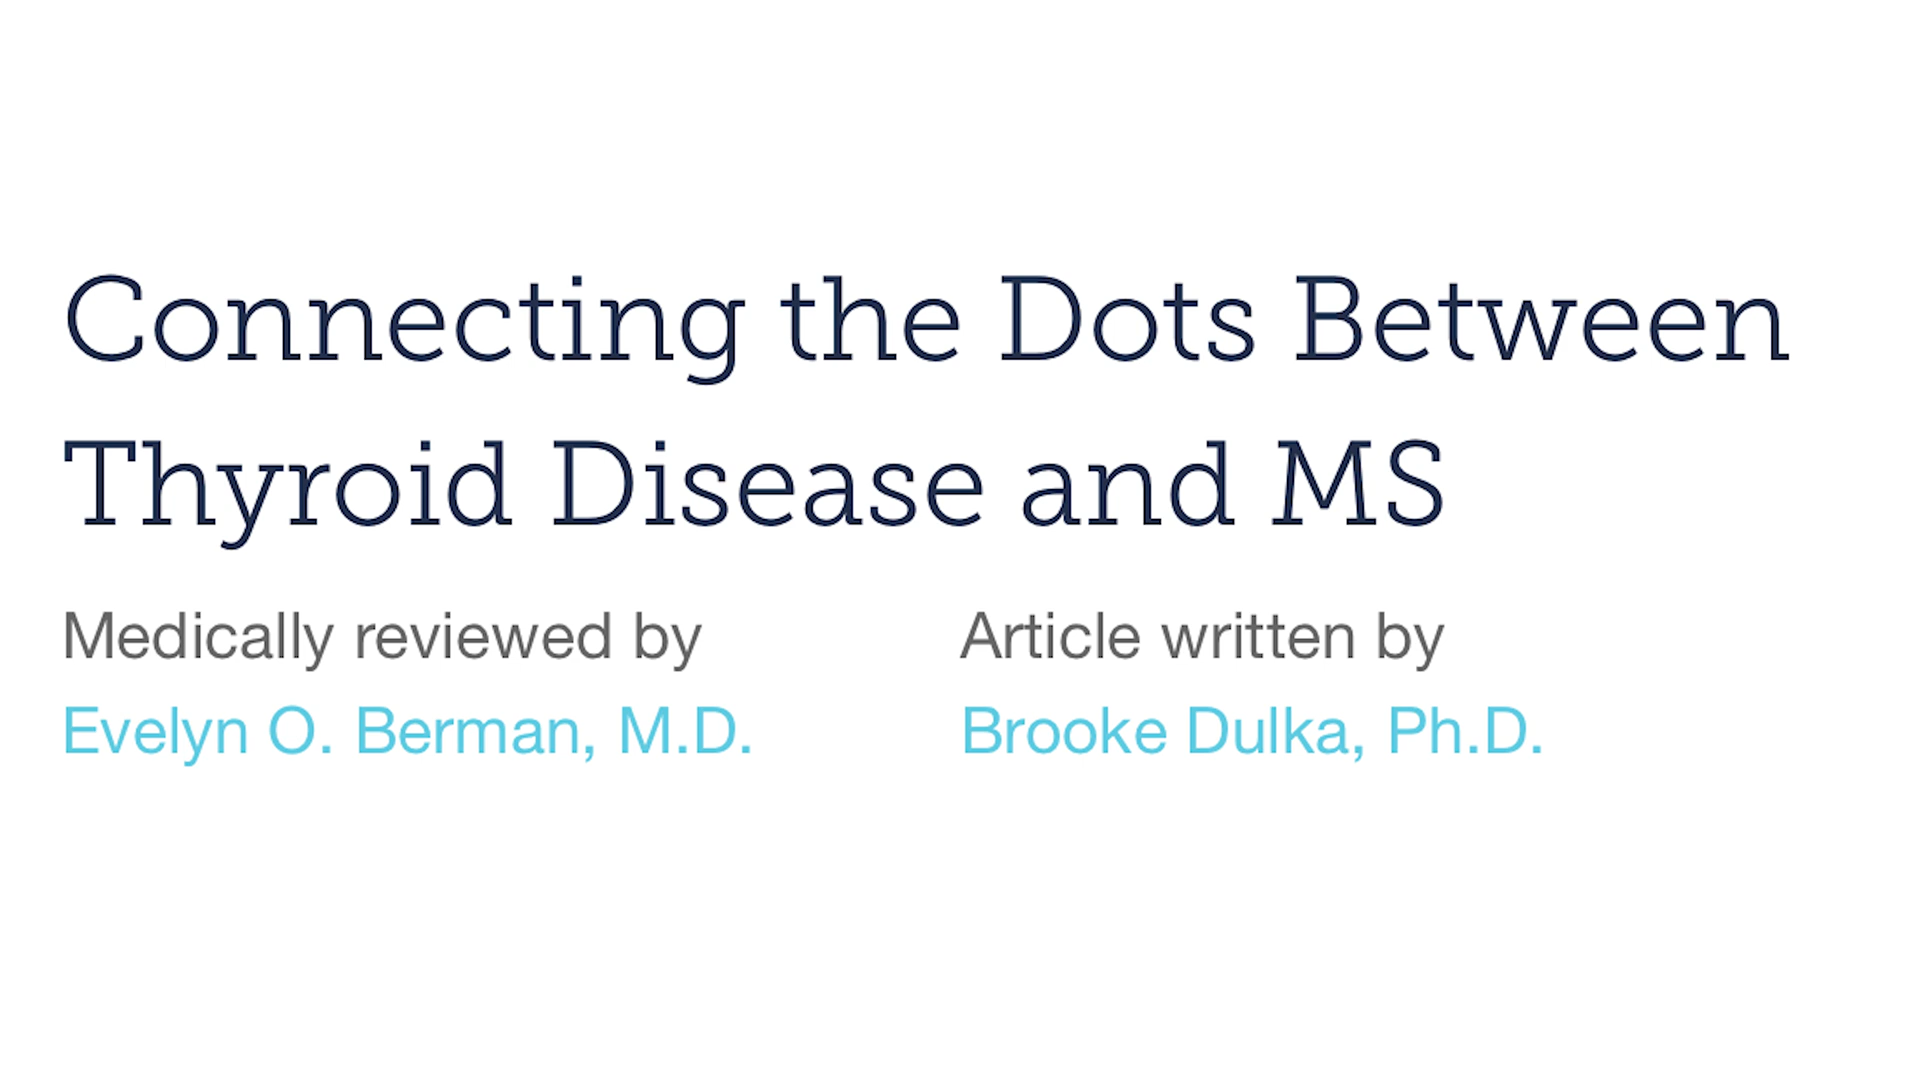 Connecting the Dots Between
Thyroid Disease and MS
Medically reviewed by
Evelyn O. Berman, M.D.
Article written by
Brooke Dulka, Ph.D.